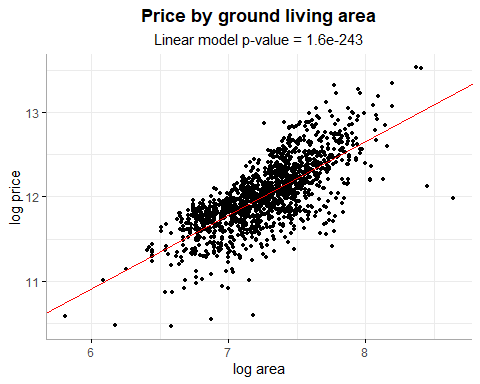 Price by ground living area
Linear model p-value = 1.6e-243
13
12
11
log price
6 7 8
log area